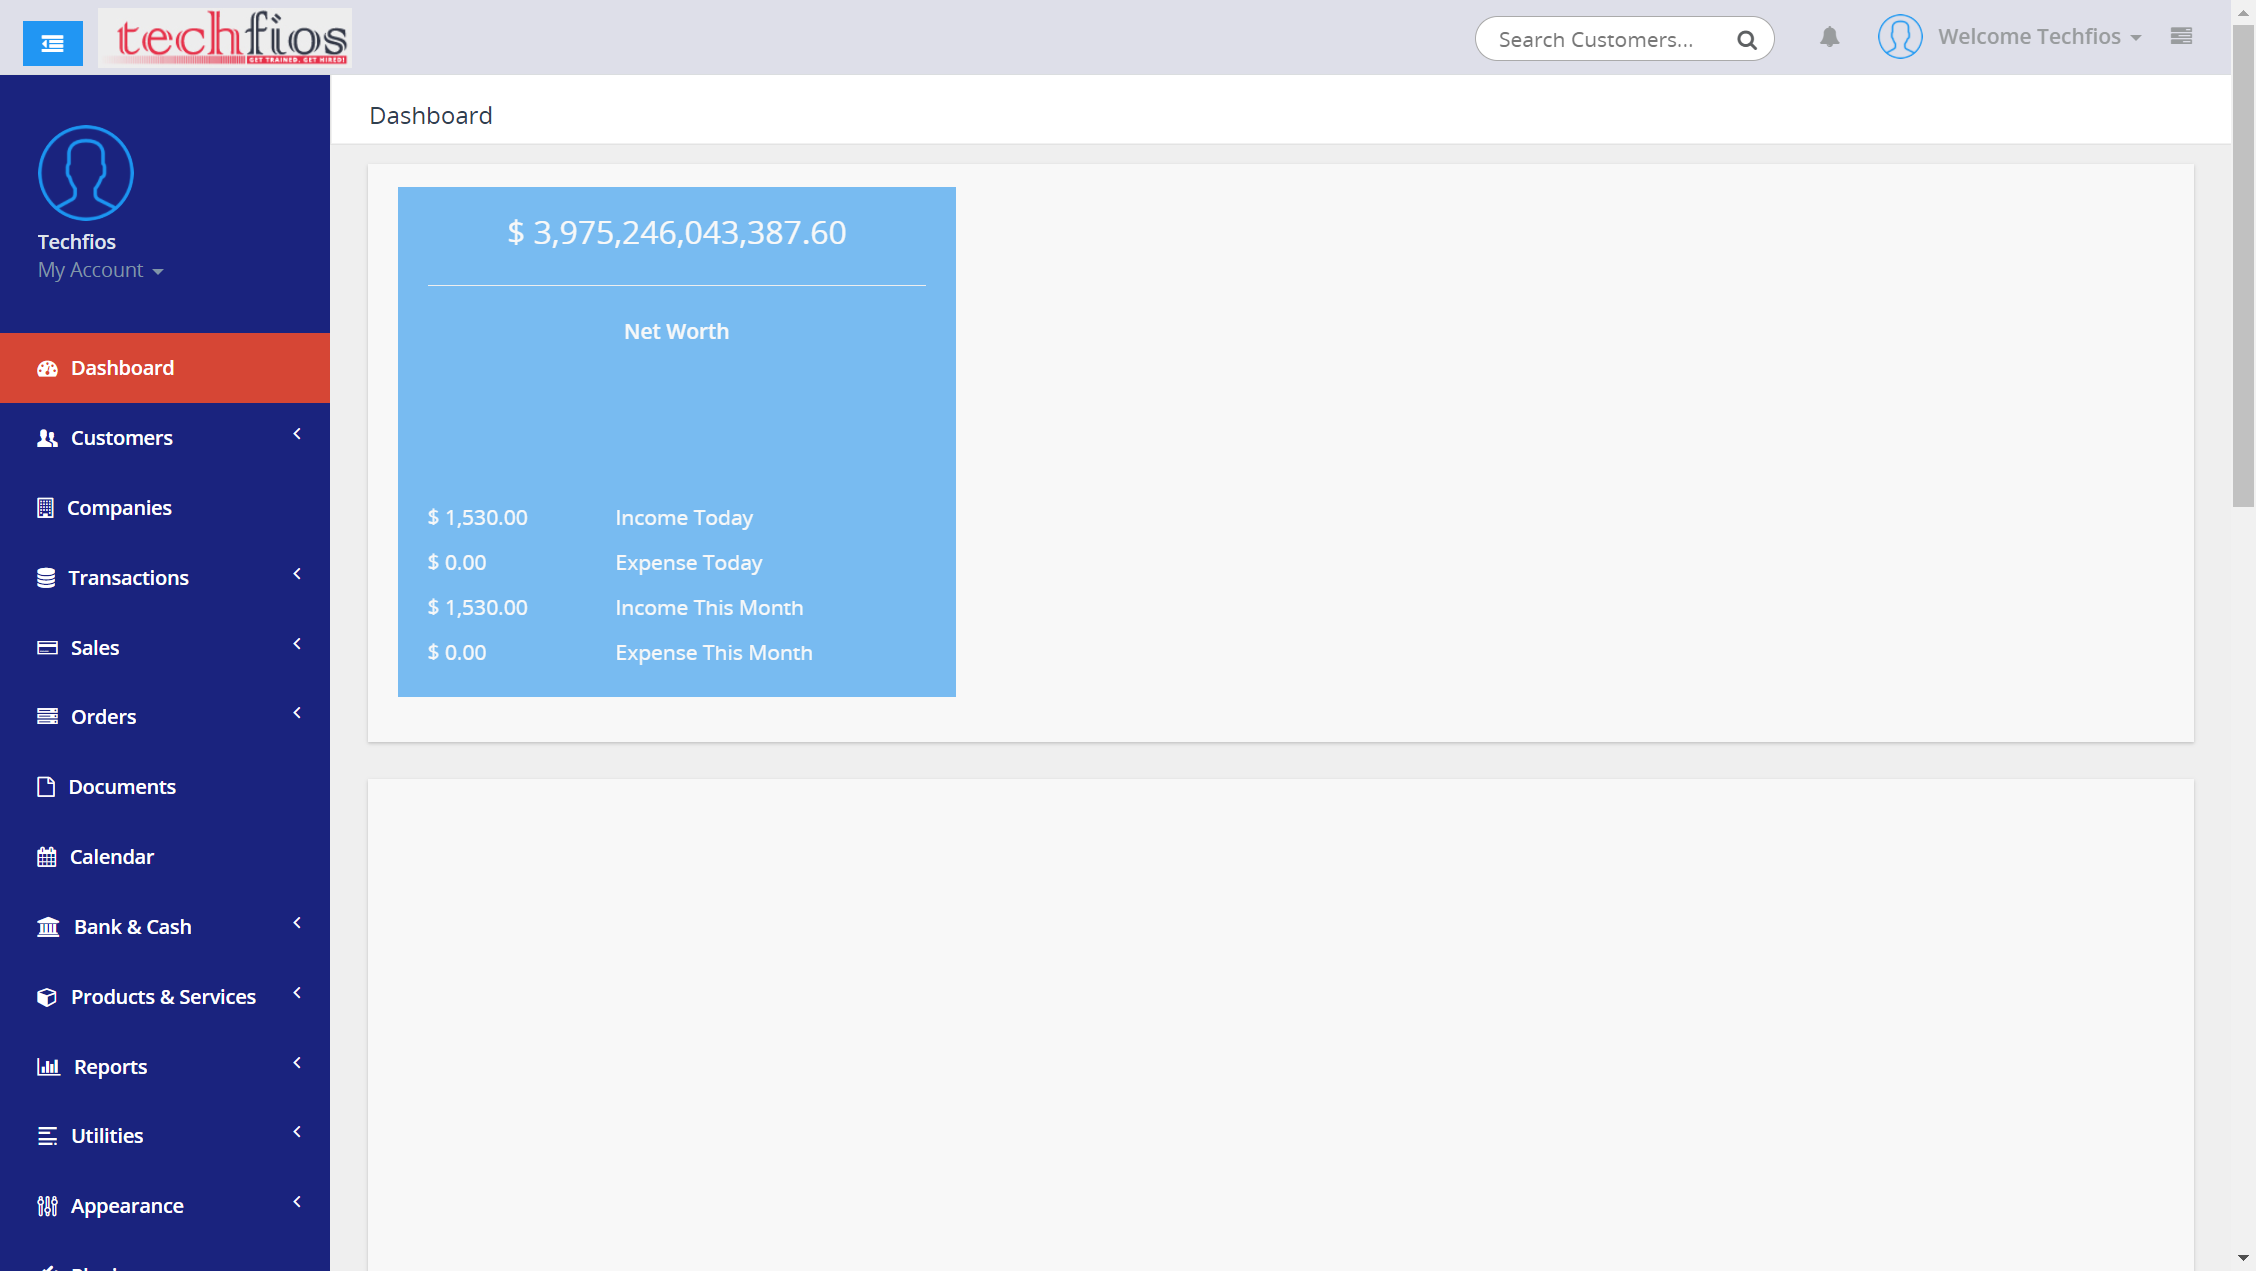 techfios
GET TRAINED. GET HIRED!
Search Customers...
Welcome Techfios
Techfios
My Account
Dashboard
Customers
Companies
Transactions
Sales
Orders
Documents
Calendar
Bank & Cash
Products & Services
Reports
Utilities
Appearance
Dashboard
$ 3,975,246,043,387.60
Net Worth
$ 1,530.00 Income Today
$ 0.00 Expense Today
$ 1,530.00 Income This Month
$ 0.00 Expense This Month